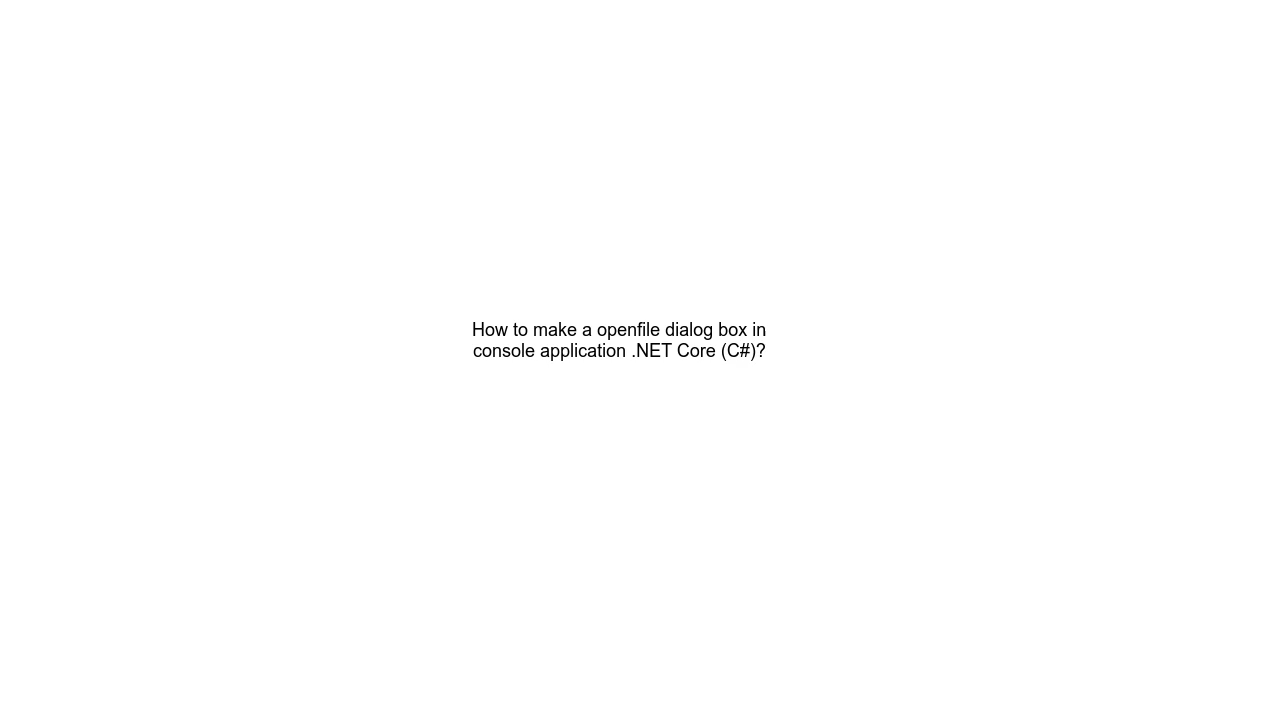 How to make a openfile dialog box in
console application .NET Core (C#)?